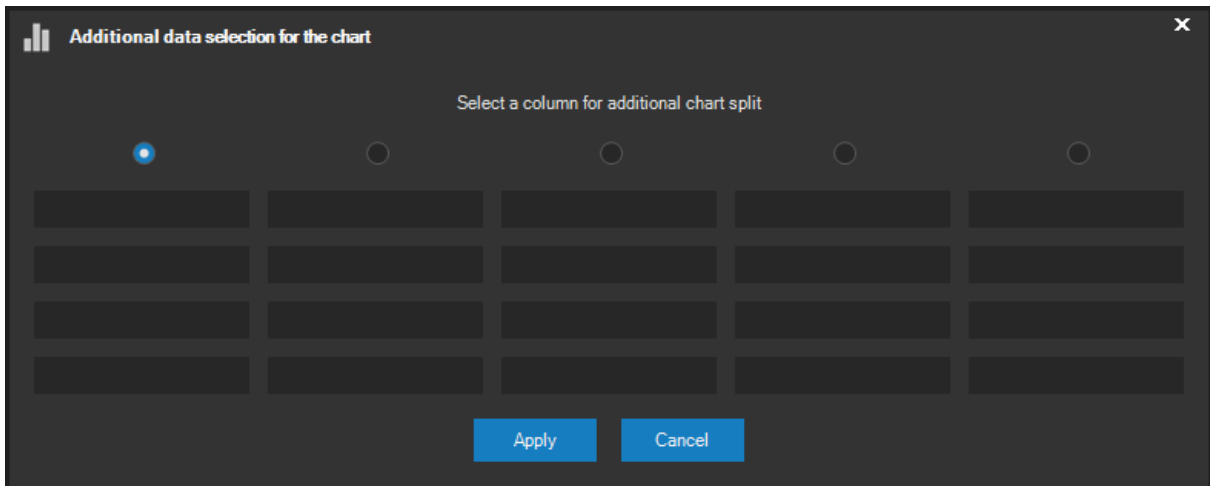 Additional data selection for the chart
Select a column for additional chart split
Apply
Cancel